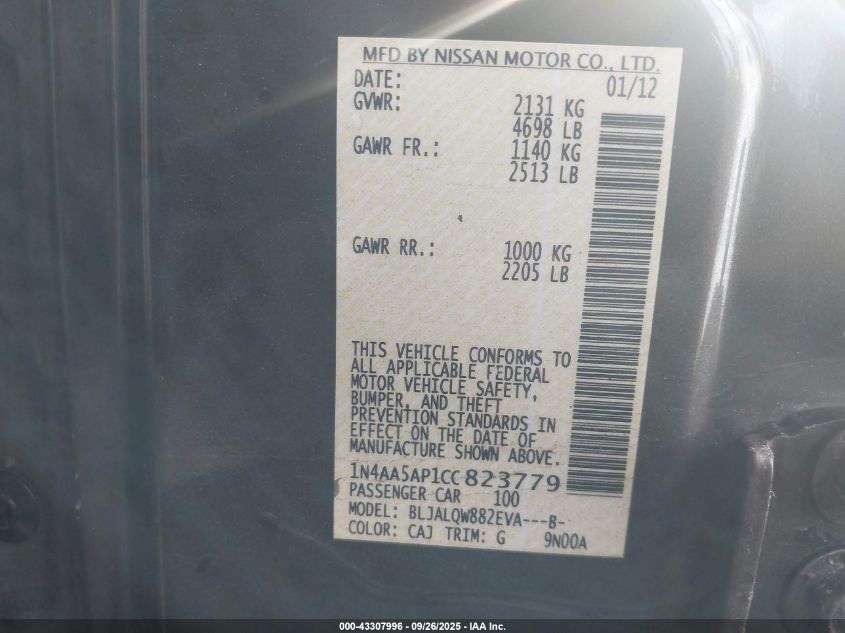 MFD BY NISSAN MOTOR CO., LTD.
DATE: 01/12
GVWR: 2131 KG
4698 LB
GAWR FR.: 1140 KG
2513 LB
GAWR RR.: 1000 KG
2205 LB
THIS VEHICLE CONFORMS TO
ALL APPLICABLE FEDERAL
MOTOR VEHICLE SAFETY,
BUMPER, AND THEFT
PREVENTION STANDARDS IN
EFFECT ON THE DATE OF
MANUFACTURE SHOWN ABOVE.
1N4AA5AP1CC823779
PASSENGER CAR 100
MODEL: BLJALQW882EVA---B-
COLOR: CAJ TRIM: G 9N00A
000-43307996 - 09/26/2025 - IAA Inc.